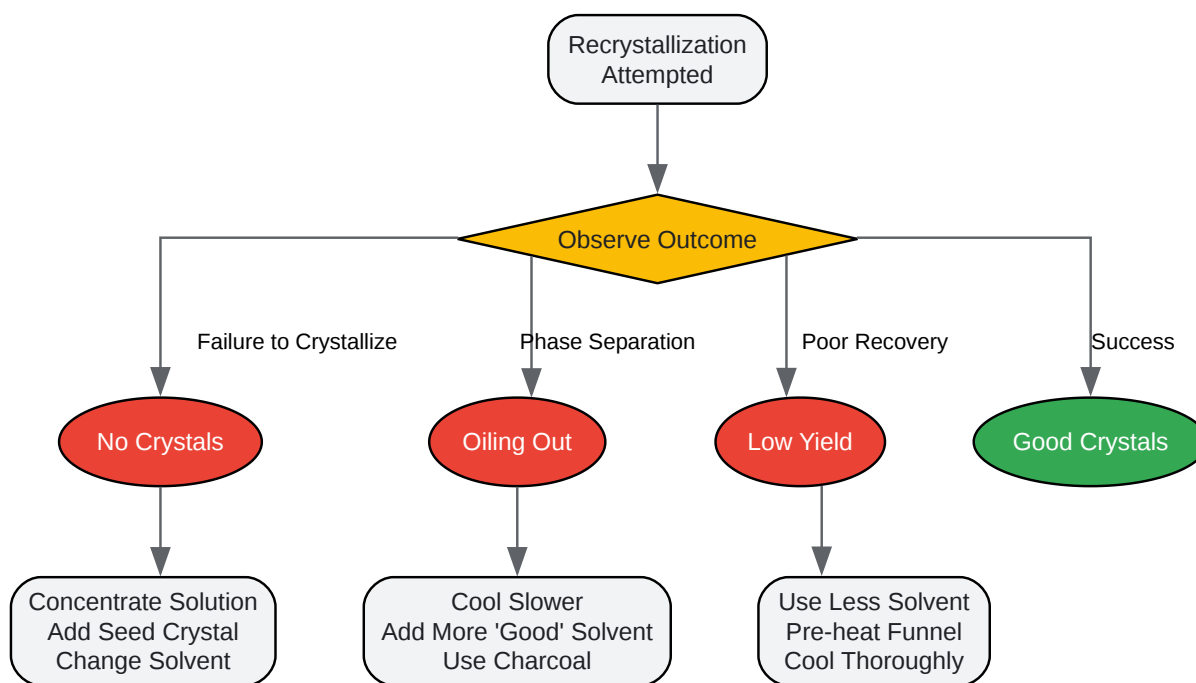 Recrystallization
Attempted
Observe Outcome
Failure to Crystallize
Phase Separation
Poor Recovery
Success
No Crystals
Oiling Out
Low Yield
Good Crystals
Concentrate Solution
Add Seed Crystal
Change Solvent
Cool Slower
Add More 'Good' Solvent
Use Charcoal
Use Less Solvent
Pre-heat Funnel
Cool Thoroughly